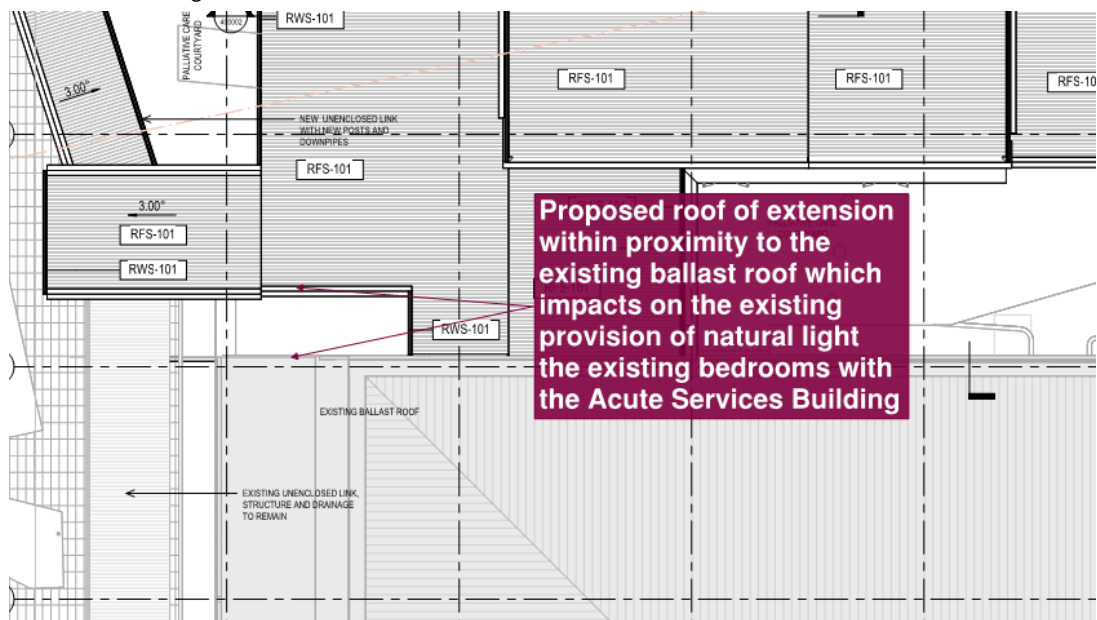 400002
RWS-101
PALLIATIVE CARE
COURTYARD
RFS-101
RFS-101
RFS-10
3.00°
NEW UNENCLOSED LINK
WITH NEW POSTS AND
DOWNPIPES
RFS-101
3.00°
RFS-101
RWS-101
Proposed roof of extension
within proximity to the
existing ballast roof which
impacts on the existing
provision of natural light
the existing bedrooms with
the Acute Services Building
RFS-101
RWS-101
EXISTING BALLAST ROOF
EXISTING UNENCLOSED LINK,
STRUCTURE AND DRAINAGE
TO REMAIN